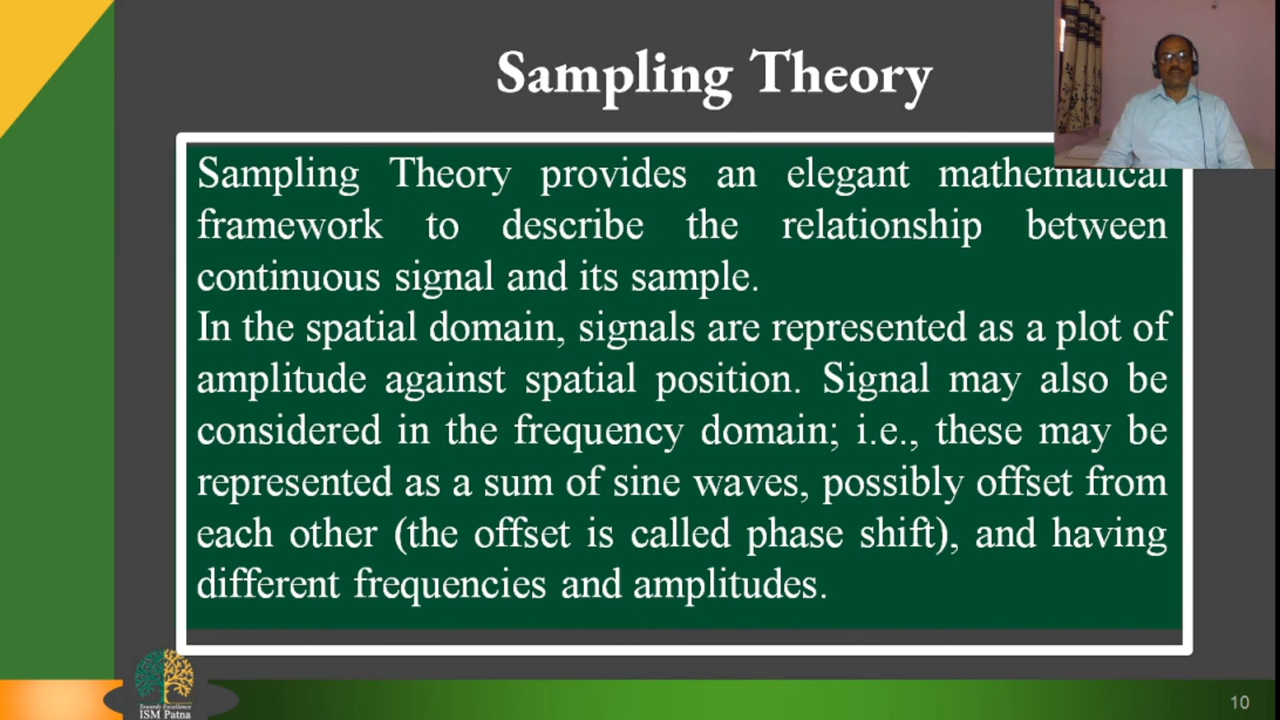 Sampling Theory
Sampling Theory provides an elegant mathematical
framework to describe the relationship between
continuous signal and its sample.
In the spatial domain, signals are represented as a plot of
amplitude against spatial position. Signal may also be
considered in the frequency domain; i.e., these may be
represented as a sum of sine waves, possibly offset from
each other (the offset is called phase shift), and having
different frequencies and amplitudes.
Towards Excellence
ISM Patna
10